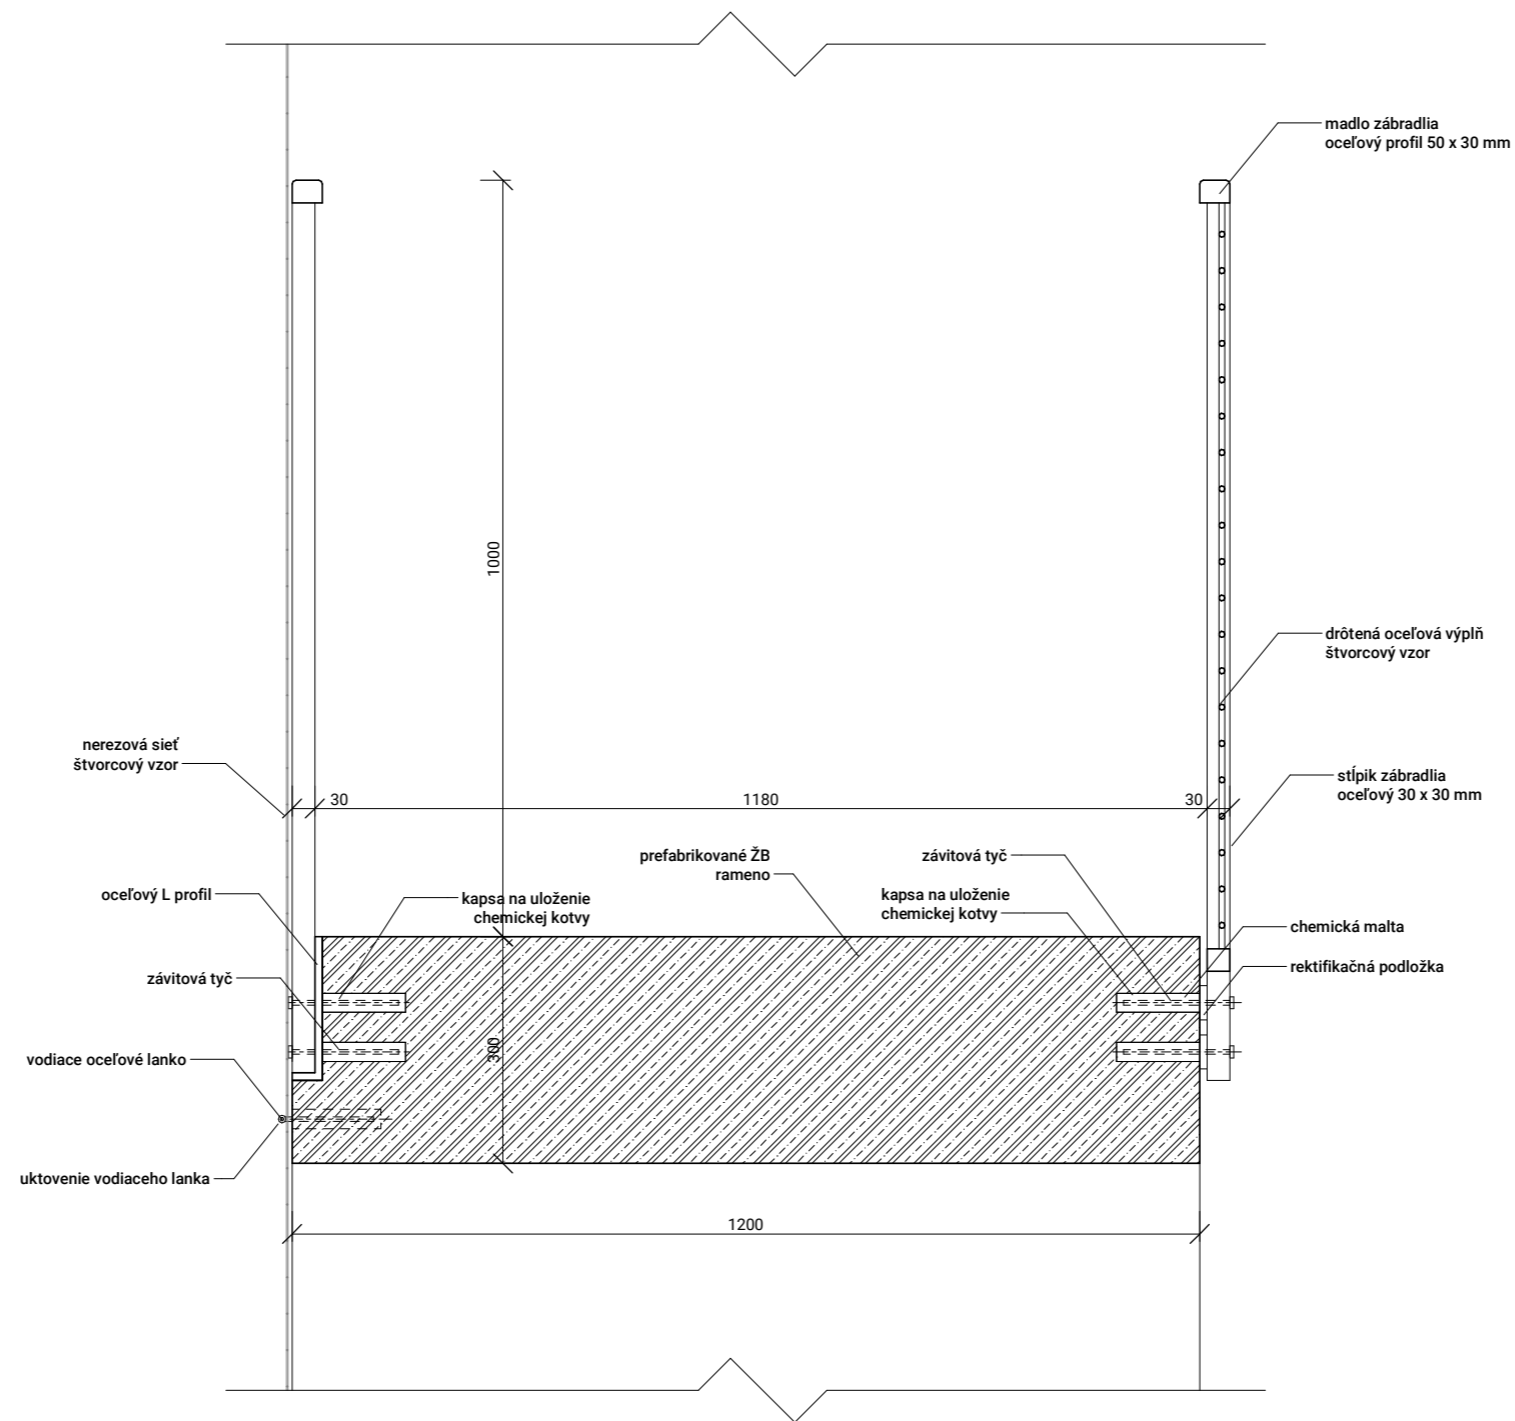 madlo zábradlia
oceľový profil 50 x 30 mm
1000
drôtená oceľová výplň
štvorcový vzor
nerezová sieť
štvorcový vzor
stĺpik zábradlia
oceľový 30 x 30 mm
30
1180
30
prefabrikované ŽB
rameno
závitová tyč
oceľový L profil
kapsa na uloženie
chemickej kotvy
kapsa na uloženie
chemickej kotvy
chemická malta
rektifikačná podložka
závitová tyč
300
vodiace oceľové lanko
uktovenie vodiaceho lanka
1200